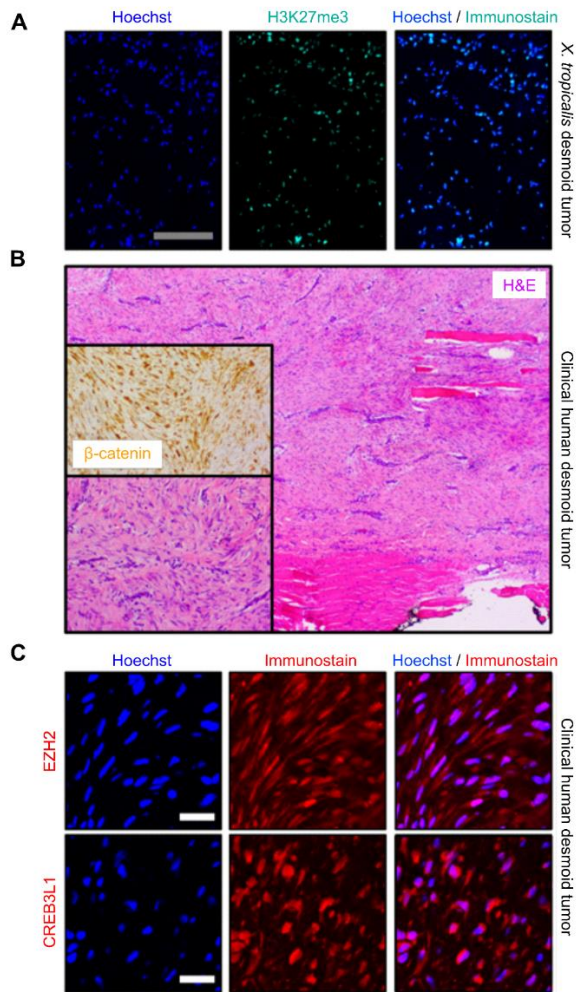 A
Hoechst
H3K27me3
Hoechst / Immunostain
X. tropicalis desmoid tumor
B
H&E
β-catenin
Clinical human desmoid tumor
C
Hoechst
Immunostain
Hoechst / Immunostain
EZH2
CREB3L1
Clinical human desmoid tumor